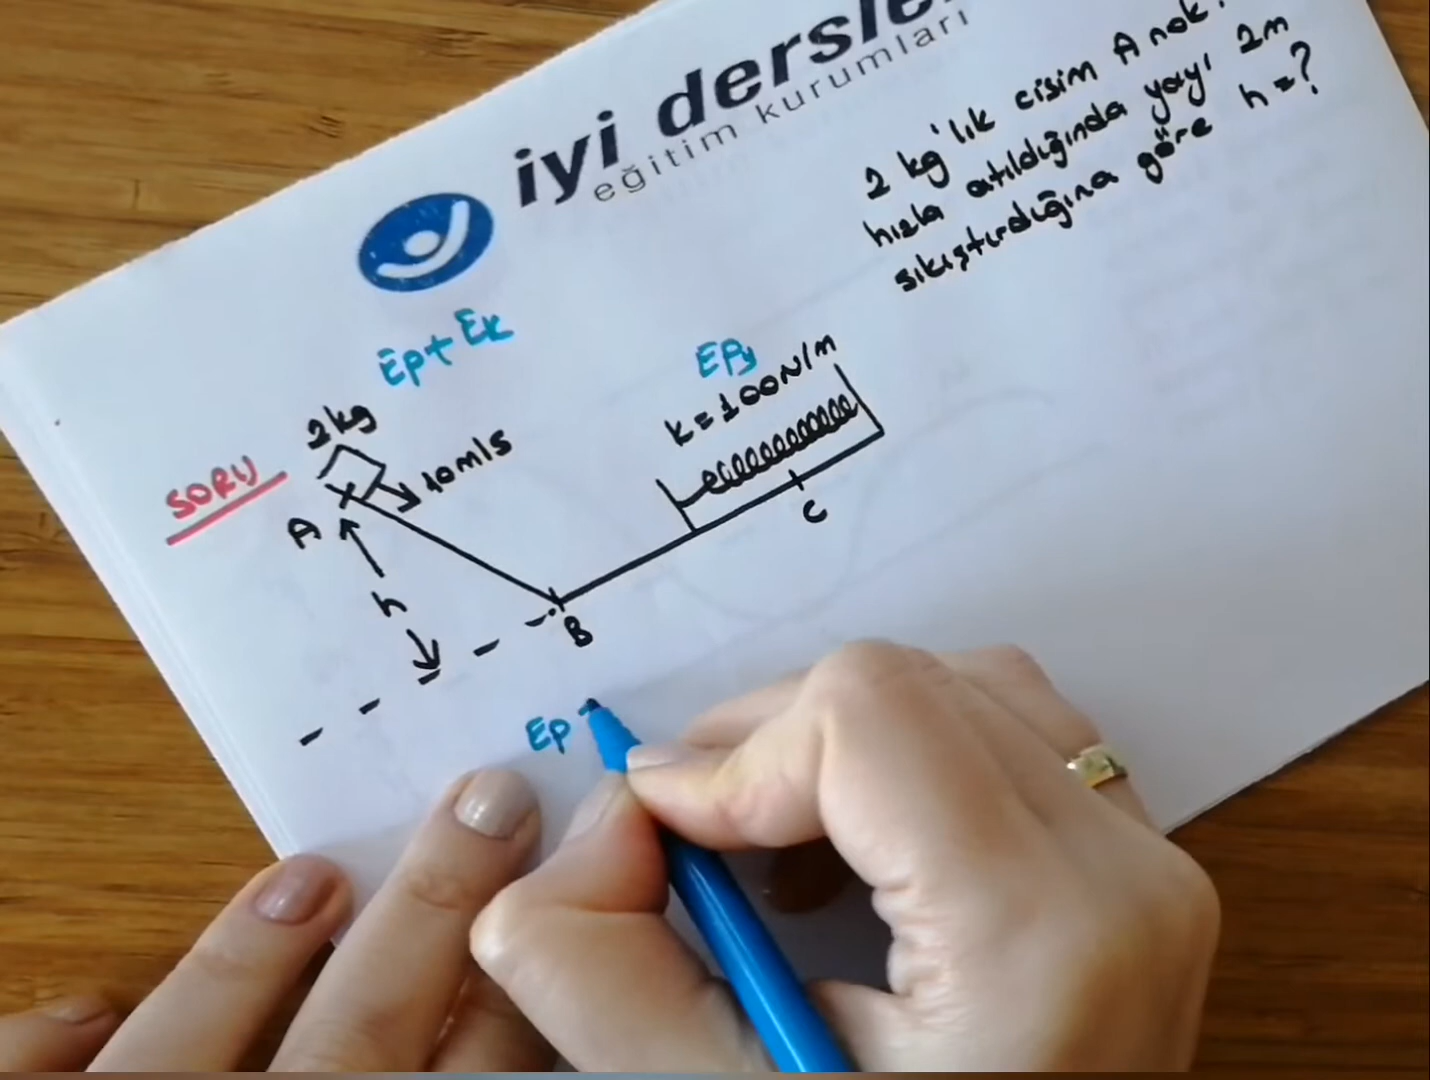 iyi dersle
eğitim kurumları
2 kg'lık cisim A nok.
hızla atıldığında yayı 2m
sıkıştırdığına göre h=?
Ep+Ek
EPy
k=100N/m
2kg
10m/s
SORU
A
C
h
B
Ep